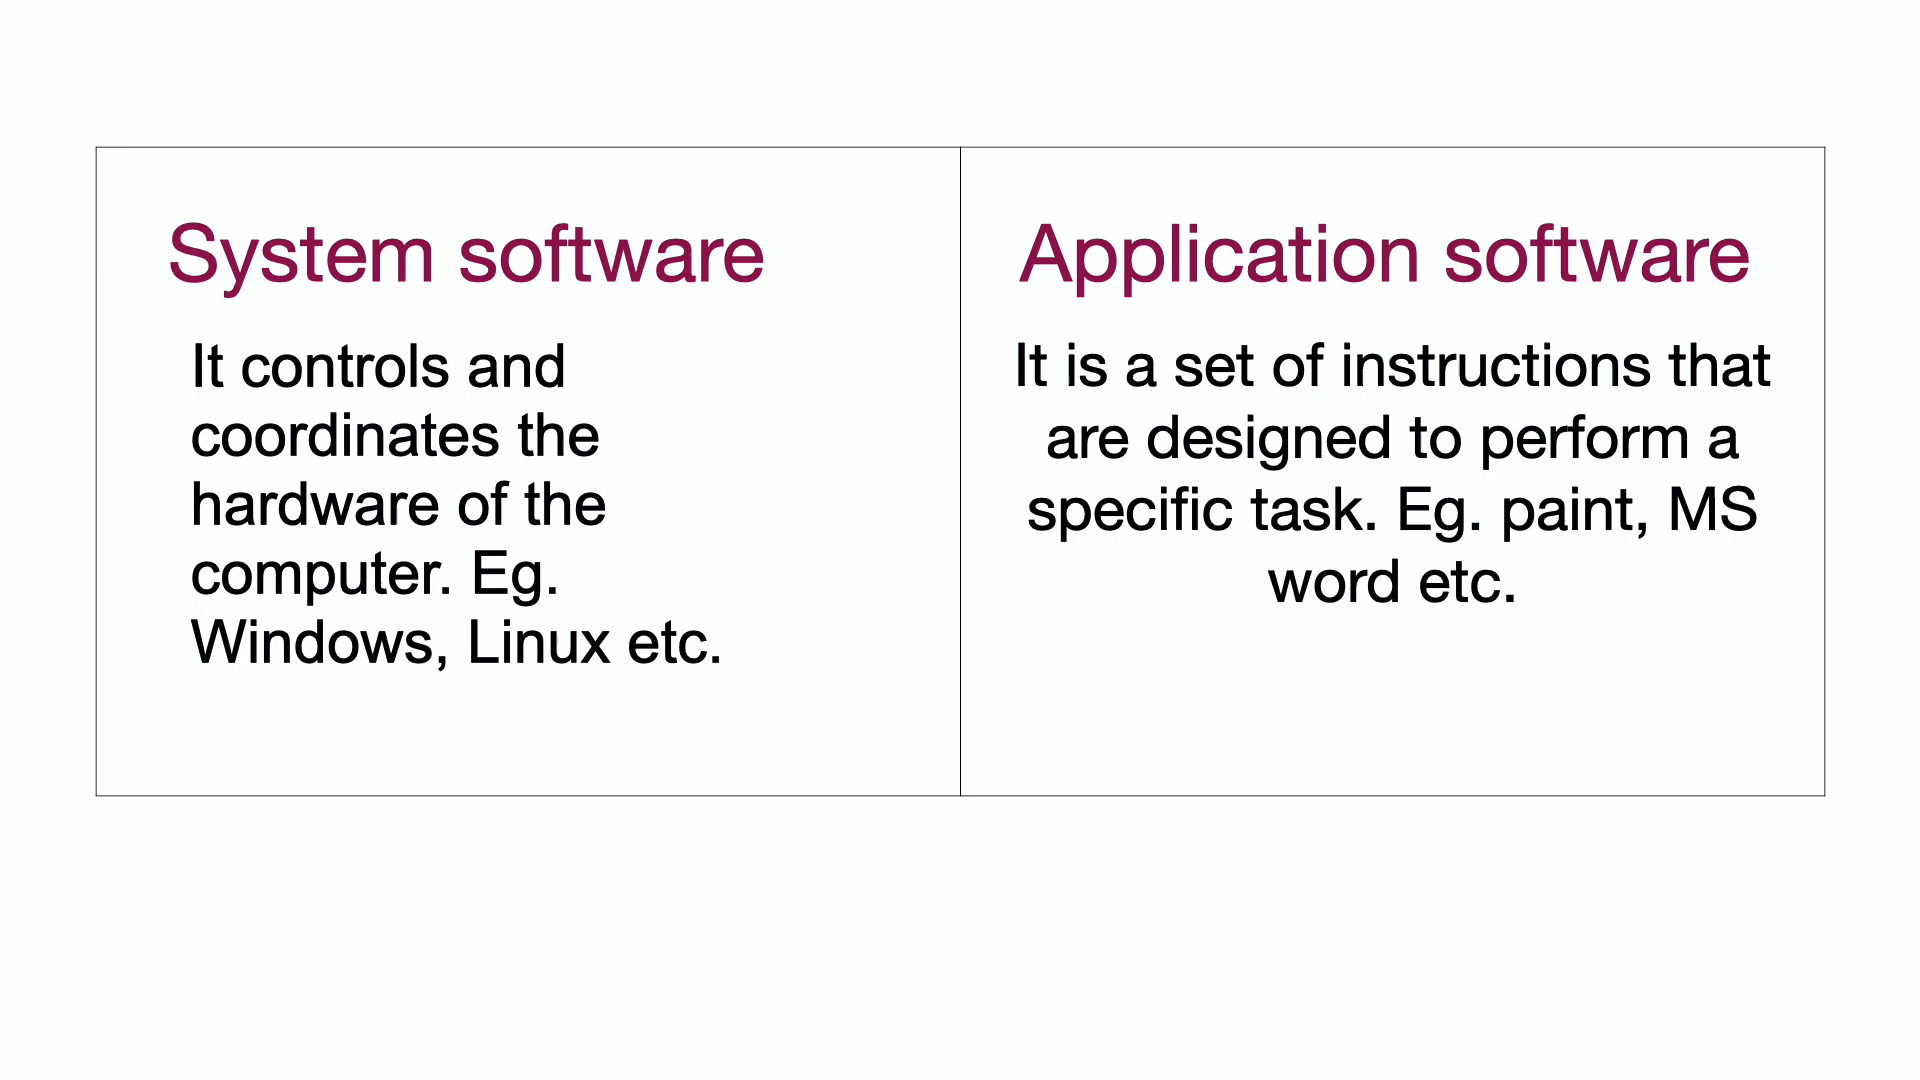 System software
It controls and
coordinates the
hardware of the
computer. Eg.
Windows, Linux etc.
Application software
It is a set of instructions that
are designed to perform a
specific task. Eg. paint, MS
word etc.